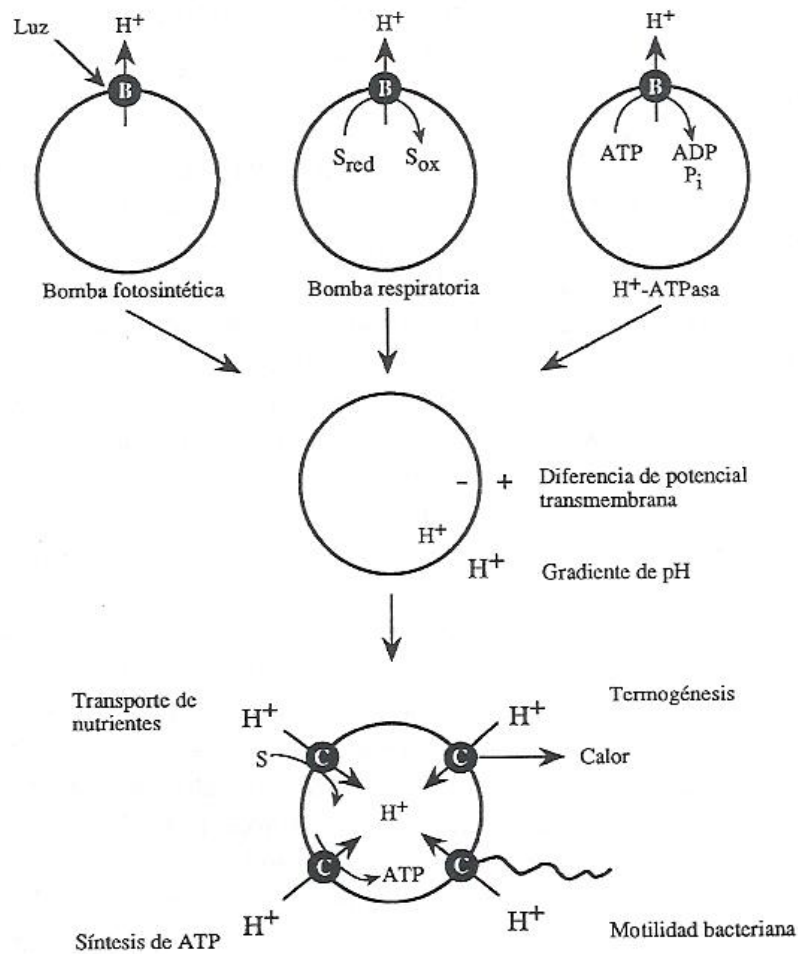 Luz
H+
H+
H+
B
B
B
Sred
Sox
ATP
ADP
Pi
Bomba fotosintética
Bomba respiratoria
H+-ATPasa
- +
Diferencia de potencial
transmembrana
H+
H+
Gradiente de pH
Transporte de
nutrientes
Termogénesis
H+
H+
S
C
C
Calor
H+
C
ATP
C
H+
H+
Síntesis de ATP
Motilidad bacteriana